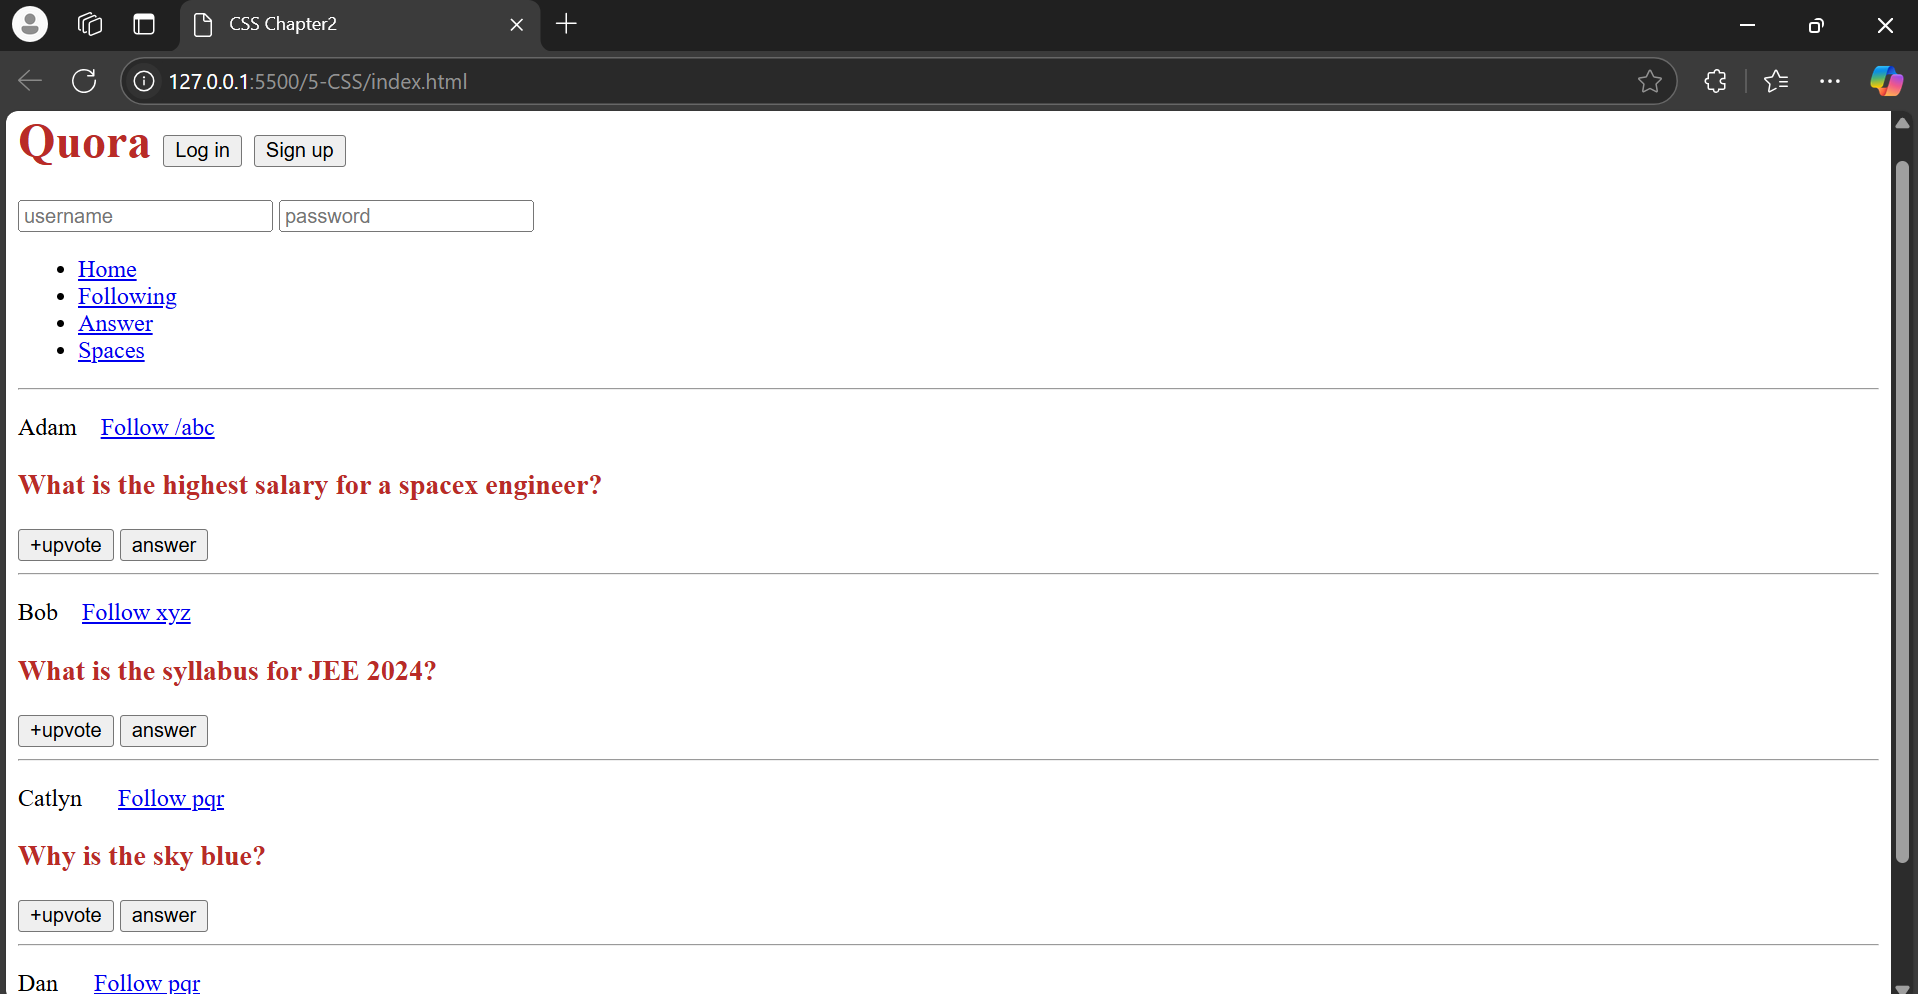 CSS Chapter2
127.0.0.1:5500/5-CSS/index.html
Quora Log in Sign up
username password
Home
Following
Answer
Spaces
Adam Follow /abc
What is the highest salary for a spacex engineer?
+upvote answer
Bob Follow xyz
What is the syllabus for JEE 2024?
+upvote answer
Catlyn Follow pqr
Why is the sky blue?
+upvote answer
Dan Follow pqr